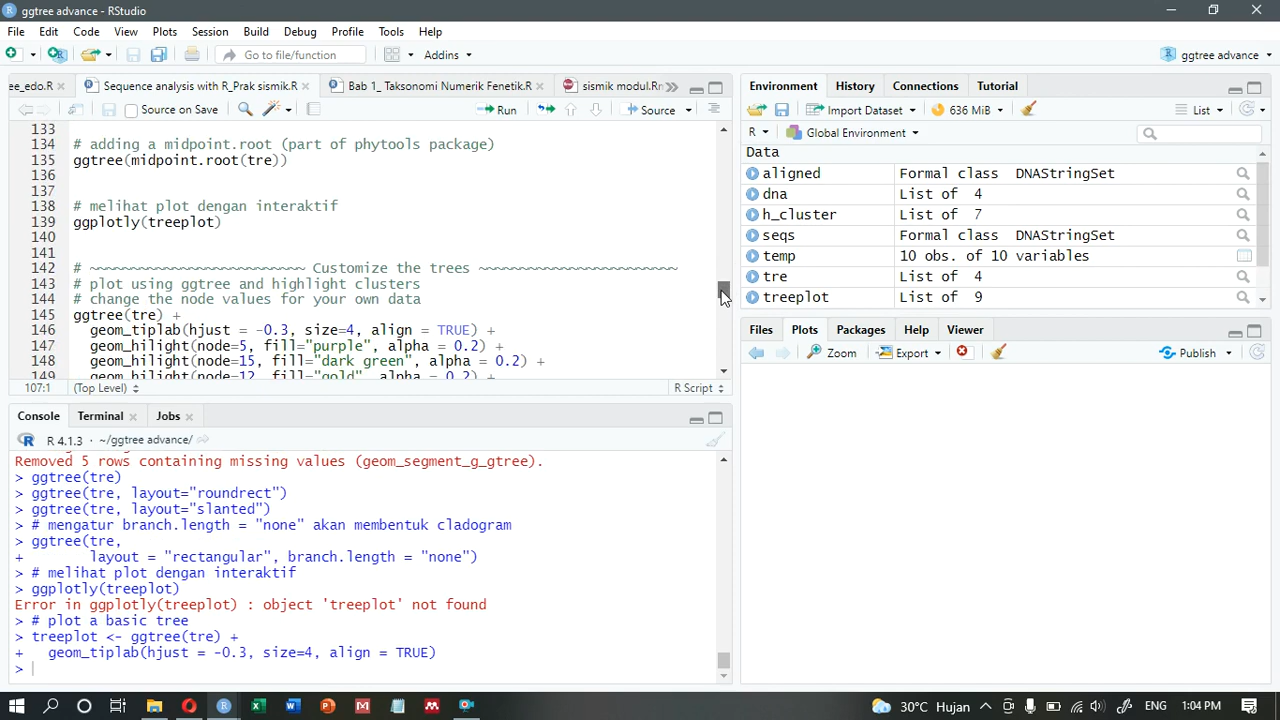 ggtree advance - RStudio
File Edit Code View Plots Session Build Debug Profile Tools Help
Go to file/function Addins ggtree advance
ee_edo.R Sequence analysis with R_Prak sismik.R Bab 1_ Taksonomi Numerik Fenetik.R sismik modul.Rn
Source on Save Run Source
133
134 # adding a midpoint.root (part of phytools package)
135 ggtree(midpoint.root(tre))
136
137
138 # melihat plot dengan interaktif
139 ggplotly(treeplot)
140
141
142 # ~~~~~~~~~~~~~~~~~~~~~~~~~~ Customize the trees ~~~~~~~~~~~~~~~~~~~~~~~~
143 # plot using ggtree and highlight clusters
144 # change the node values for your own data
145 ggtree(tre) +
146 geom_tiplab(hjust = -0.3, size=4, align = TRUE) +
147 geom_hilight(node=5, fill="purple", alpha = 0.2) +
148 geom_hilight(node=15, fill="dark green", alpha = 0.2) +
149 geom_hilight(node=12, fill="gold", alpha = 0.2) +
107:1 (Top Level) R Script
Console Terminal Jobs
R 4.1.3 · ~/ggtree advance/
Removed 5 rows containing missing values (geom_segment_g_gtree).
> ggtree(tre)
> ggtree(tre, layout="roundrect")
> ggtree(tre, layout="slanted")
> # mengatur branch.length = "none" akan membentuk cladogram
> ggtree(tre,
+ layout = "rectangular", branch.length = "none")
> # melihat plot dengan interaktif
> ggplotly(treeplot)
Error in ggplotly(treeplot) : object 'treeplot' not found
> # plot a basic tree
> treeplot <- ggtree(tre) +
+ geom_tiplab(hjust = -0.3, size=4, align = TRUE)
>
Environment History Connections Tutorial
Import Dataset 636 MiB List
R Global Environment
Data
aligned Formal class DNAStringSet
dna List of 4
h_cluster List of 7
seqs Formal class DNAStringSet
temp 10 obs. of 10 variables
tre List of 4
treeplot List of 9
Files Plots Packages Help Viewer
Zoom Export Publish
30°C Hujan ENG 1:04 PM